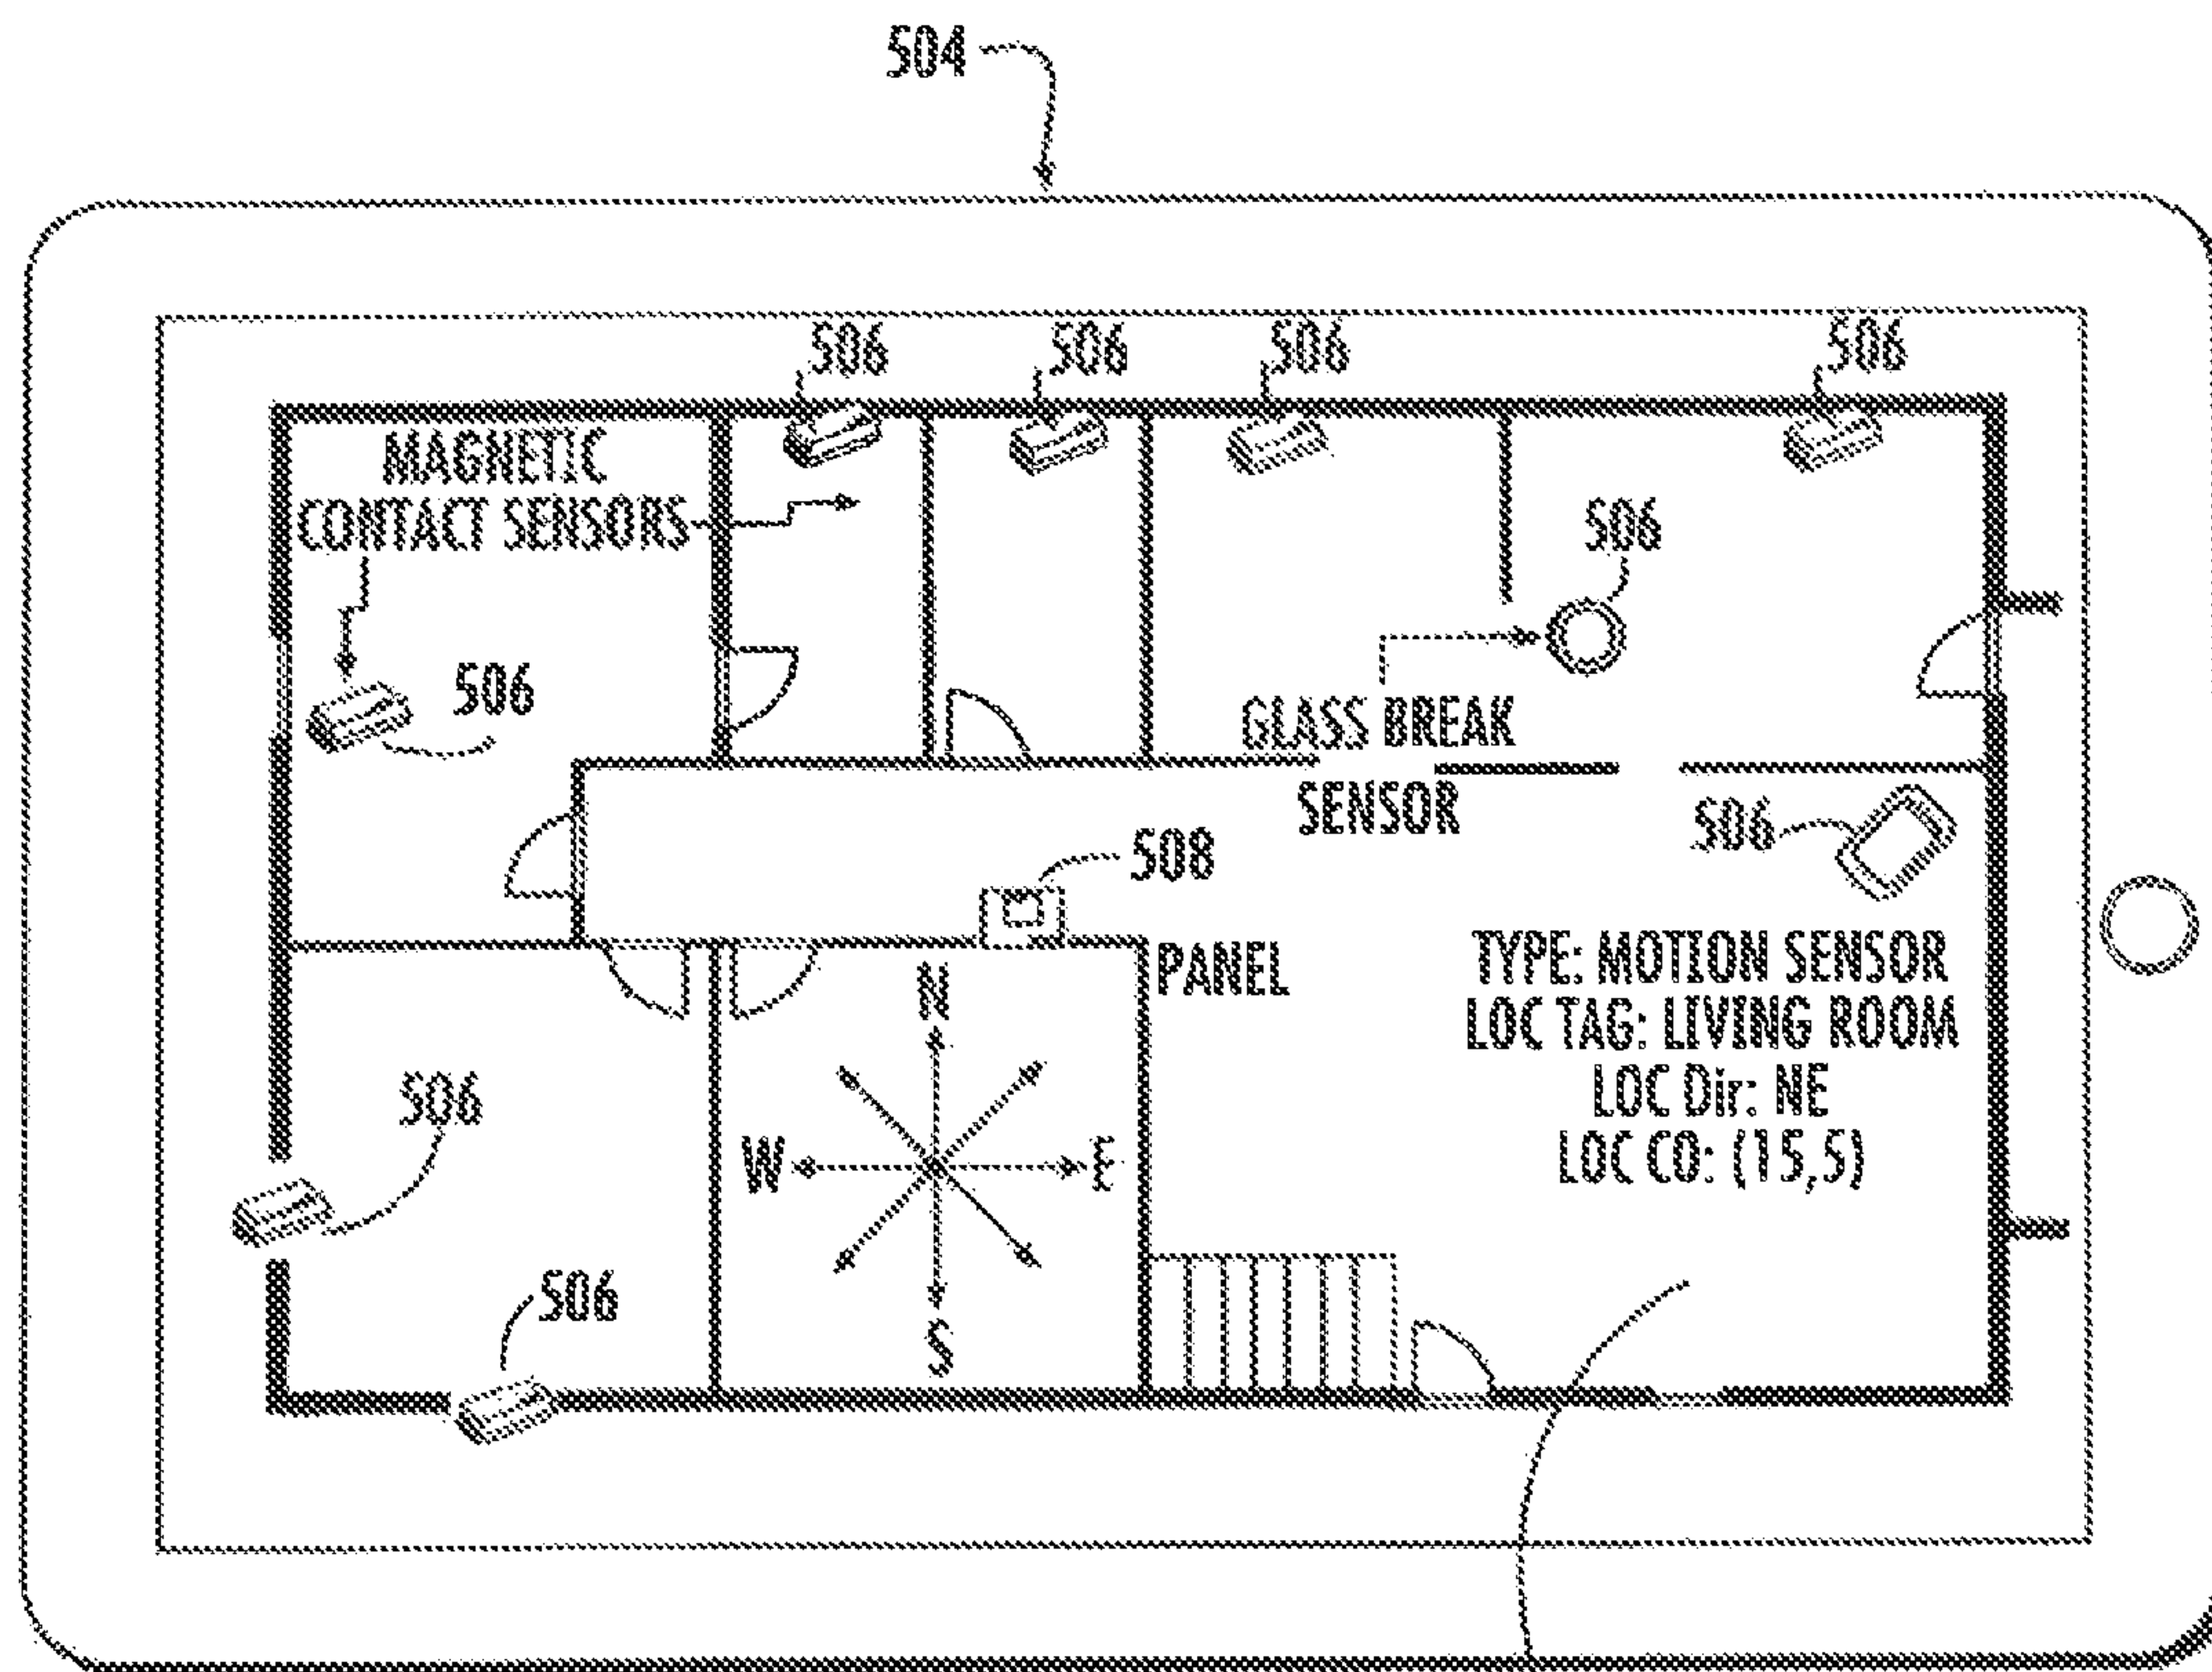 504
506
506
506
506
MAGNETIC
CONTACT SENSORS
506
506
GLASS BREAK
SENSOR
506
508
PANEL
TYPE: MOTION SENSOR
LOC TAG: LIVING ROOM
LOC Dir: NE
LOC CO: (15,5)
N
W
E
S
506
506